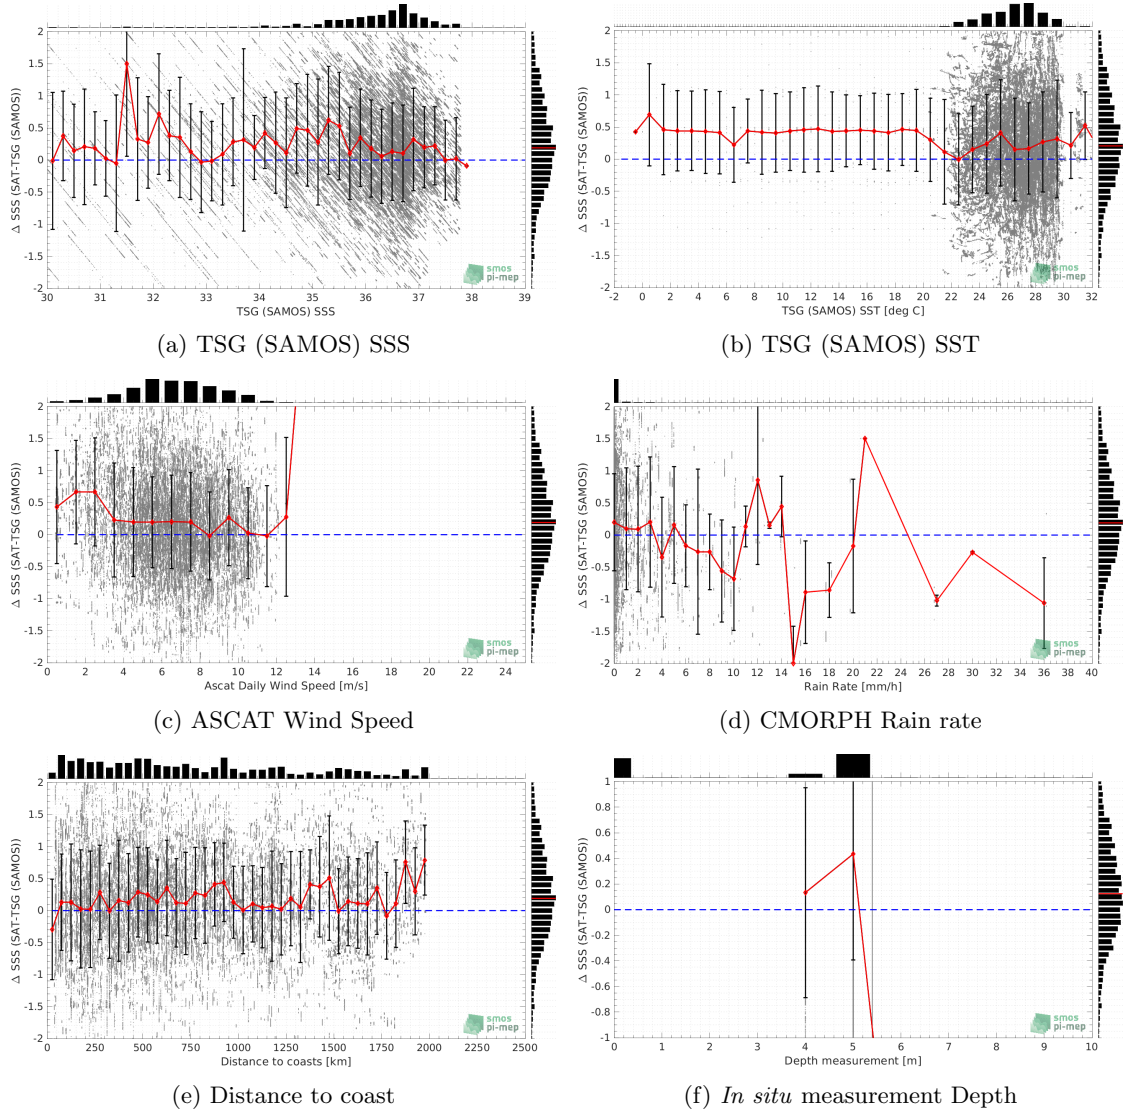 2
1.5
1
0.5
0
-0.5
-1
-1.5
-2
Δ SSS (SAT-TSG (SAMOS))
30 31 32 33 34 35 36 37 38 39
TSG (SAMOS) SSS
smos
pi-mep
(a) TSG (SAMOS) SSS
2
1.5
1
0.5
0
-0.5
-1
-1.5
-2
Δ SSS (SAT-TSG (SAMOS))
-2 0 2 4 6 8 10 12 14 16 18 20 22 24 26 28 30 32
TSG (SAMOS) SST [deg C]
smos
pi-mep
(b) TSG (SAMOS) SST
2
1.5
1
0.5
0
-0.5
-1
-1.5
-2
Δ SSS (SAT-TSG (SAMOS))
0 2 4 6 8 10 12 14 16 18 20 22 24
Ascat Daily Wind Speed [m/s]
smos
pi-mep
(c) ASCAT Wind Speed
2
1.5
1
0.5
0
-0.5
-1
-1.5
-2
Δ SSS (SAT-TSG (SAMOS))
0 2 4 6 8 10 12 14 16 18 20 22 24 26 28 30 32 34 36 38 40
Rain Rate [mm/h]
smos
pi-mep
(d) CMORPH Rain rate
2
1.5
1
0.5
0
-0.5
-1
-1.5
-2
Δ SSS (SAT-TSG (SAMOS))
0 250 500 750 1000 1250 1500 1750 2000 2250 2500
Distance to coasts [km]
smos
pi-mep
(e) Distance to coast
1
0.8
0.6
0.4
0.2
0
-0.2
-0.4
-0.6
-0.8
-1
Δ SSS (SAT-TSG (SAMOS))
0 1 2 3 4 5 6 7 8 9 10
Depth measurement [m]
smos
pi-mep
(f) In situ measurement Depth